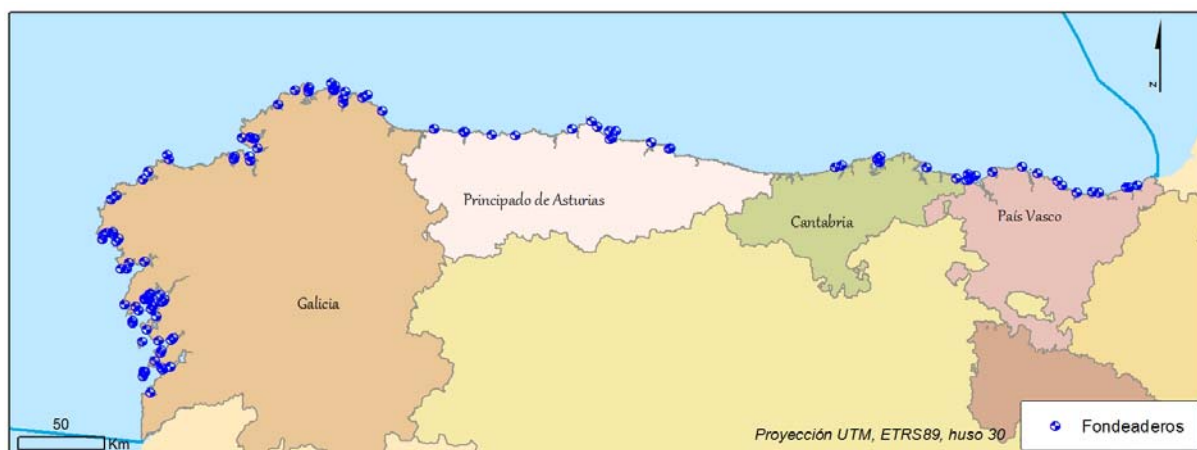 N
Principado de Asturias
Cantabria
País Vasco
Galicia
50
Km
Proyección UTM, ETRS89, huso 30
Fondeaderos